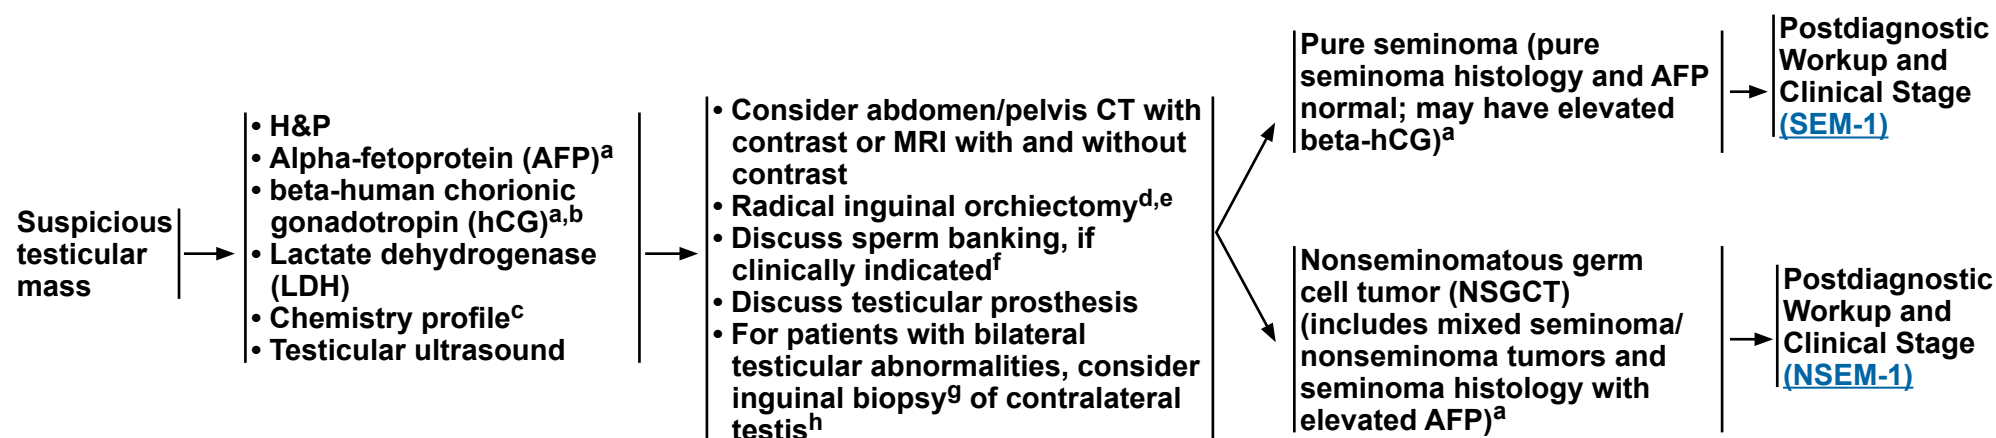 Suspicious
testicular
mass
• H&P
• Alpha-fetoprotein (AFP)a
• beta-human chorionic
gonadotropin (hCG)a,b
• Lactate dehydrogenase
(LDH)
• Chemistry profilec
• Testicular ultrasound
• Consider abdomen/pelvis CT with
contrast or MRI with and without
contrast
• Radical inguinal orchiectomyd,e
• Discuss sperm banking, if
clinically indicatedf
• Discuss testicular prosthesis
• For patients with bilateral
testicular abnormalities, consider
inguinal biopsyg of contralateral
testish
Pure seminoma (pure
seminoma histology and AFP
normal; may have elevated
beta-hCG)a
Postdiagnostic
Workup and
Clinical Stage
(SEM-1)
Nonseminomatous germ
cell tumor (NSGCT)
(includes mixed seminoma/
nonseminoma tumors and
seminoma histology with
elevated AFP)a
Postdiagnostic
Workup and
Clinical Stage
(NSEM-1)